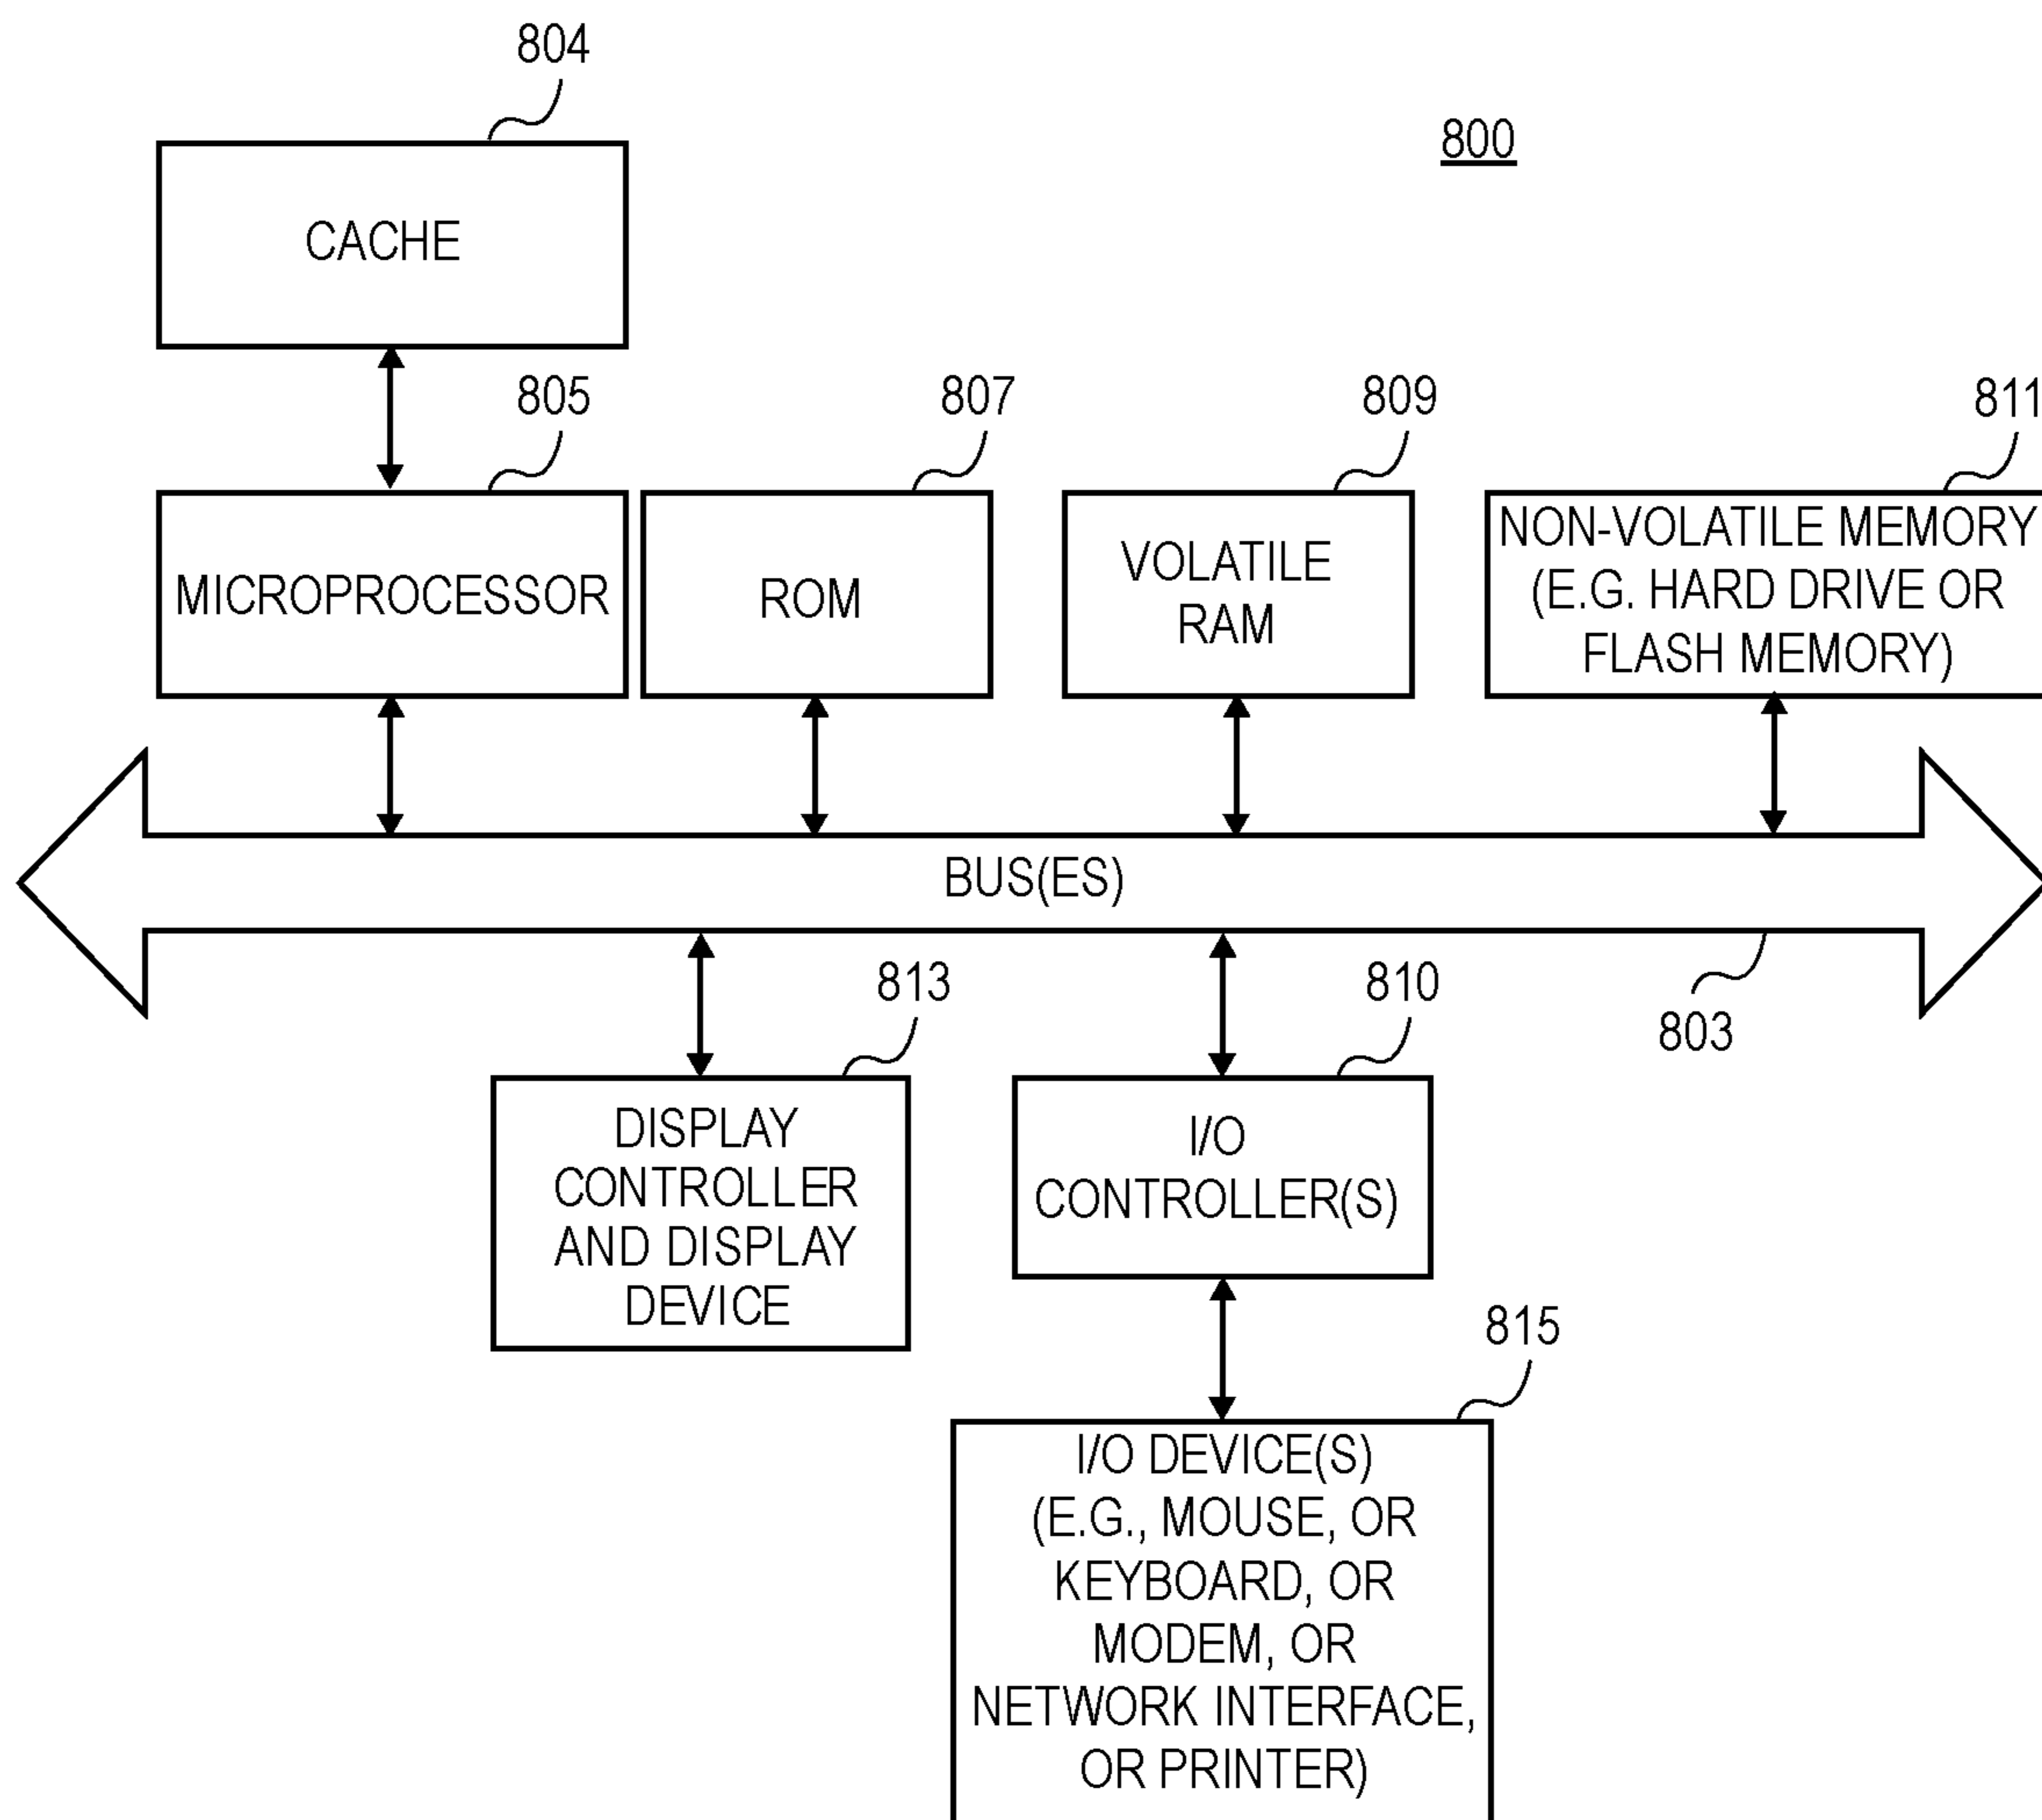 804
800
CACHE
805
807
809
811
MICROPROCESSOR
ROM
VOLATILE
RAM
NON-VOLATILE MEMORY
(E.G. HARD DRIVE OR
FLASH MEMORY)
BUS(ES)
803
813
810
DISPLAY
CONTROLLER
AND DISPLAY
DEVICE
I/O
CONTROLLER(S)
815
I/O DEVICE(S)
(E.G., MOUSE, OR
KEYBOARD, OR
MODEM, OR
NETWORK INTERFACE,
OR PRINTER)